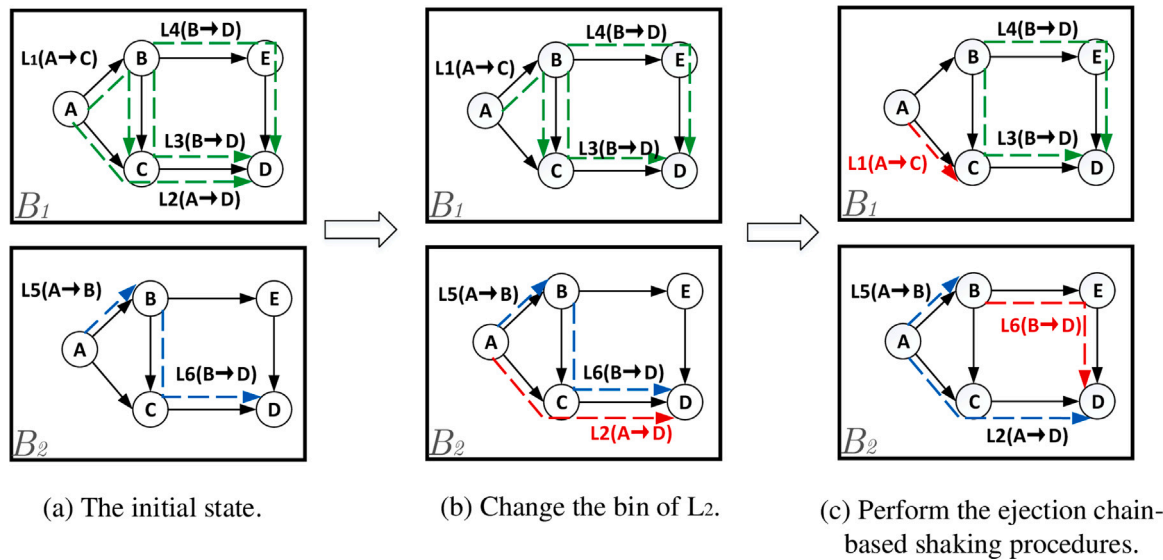 L4(B→D)
L1(A→C)
B
E
A
L3(B→D)
C
D
L2(A→D)
B1
L4(B→D)
L1(A→C)
B
E
A
L3(B→D)
C
D
B1
L4(B→D)
B
E
A
L3(B→D)
L1(A→C)
C
D
B1
L5(A→B)
B
E
A
L6(B→D)
C
D
B2
L5(A→B)
B
E
A
L6(B→D)
C
D
L2(A→D)
B2
L5(A→B)
B
E
L6(B→D)
A
C
D
L2(A→D)
B2
(a) The initial state.
(b) Change the bin of L2.
(c) Perform the ejection chain-
based shaking procedures.